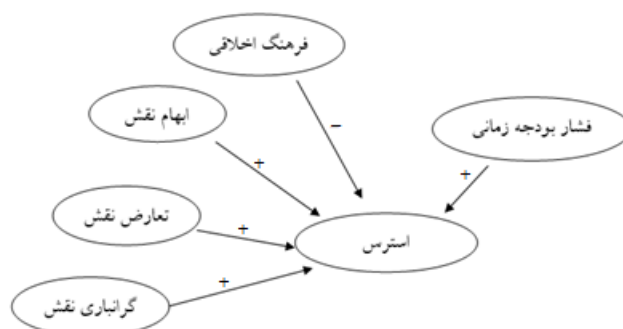 فرهنگ اخلاقی
ابهام نقش
فشار بودجه زمانی
–
+
+
تعارض نقش
+
استرس
+
گرانباری نقش